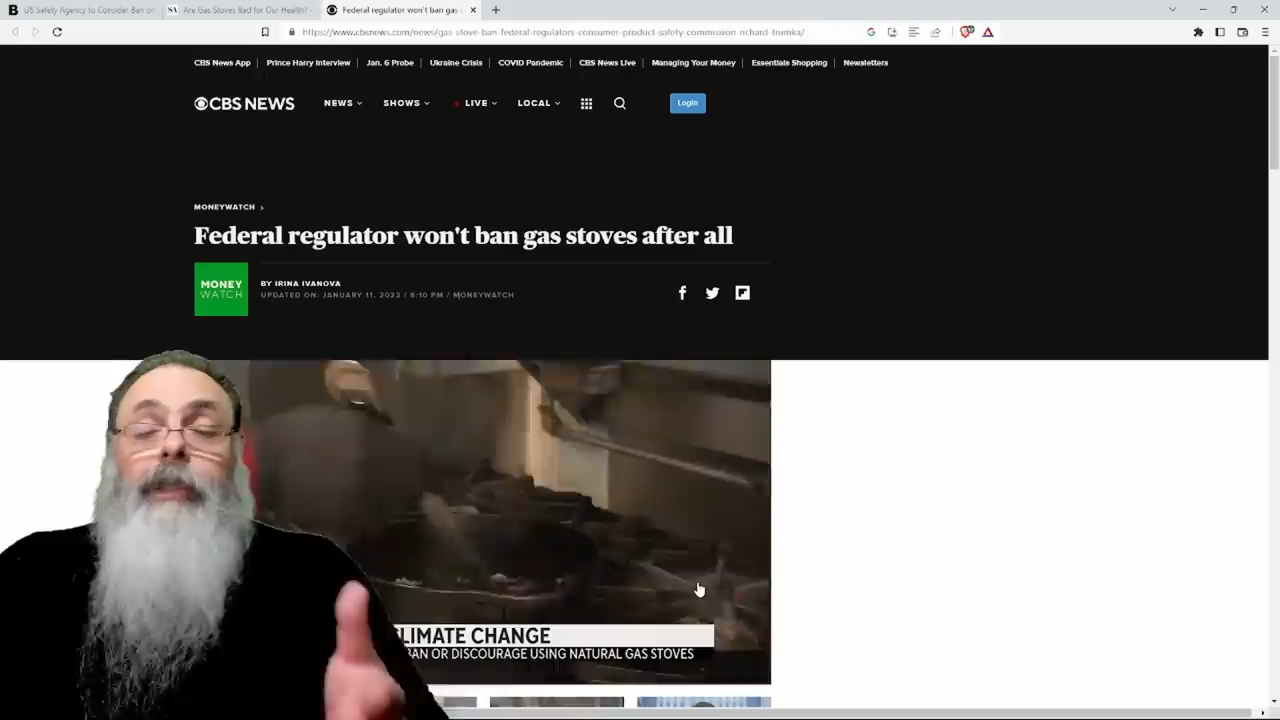 US Safety Agency to Consider Ban on
Are Gas Stoves Bad for Our Health? -
Federal regulator won't ban gas s
https://www.cbsnews.com/news/gas-stove-ban-federal-regulators-consumer-product-safety-commission-richard-trumka/
CBS News App
Prince Harry Interview
Jan. 6 Probe
Ukraine Crisis
COVID Pandemic
CBS News Live
Managing Your Money
Essentials Shopping
Newsletters
CBS NEWS
NEWS
SHOWS
LIVE
LOCAL
Login
MONEYWATCH >
Federal regulator won't ban gas stoves after all
MONEY
WATCH
BY IRINA IVANOVA
UPDATED ON: JANUARY 11, 2023 / 6:10 PM / MONEYWATCH
LIMATE CHANGE
BAN OR DISCOURAGE USING NATURAL GAS STOVES